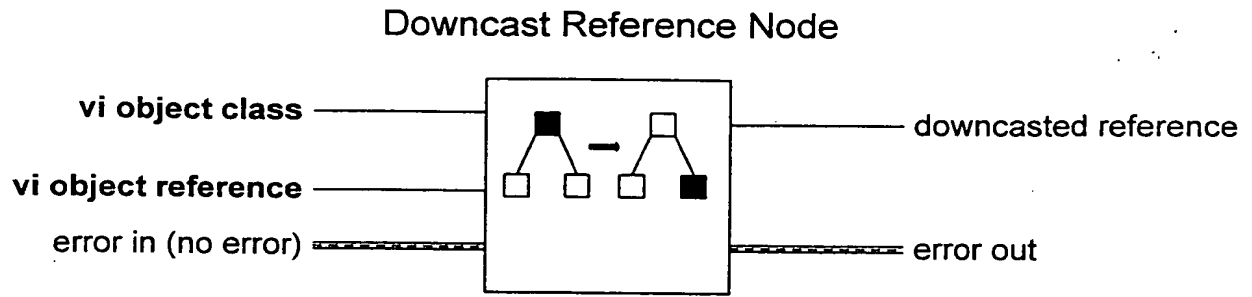 Downcast Reference Node
vi object class
downcasted reference
vi object reference
error in (no error)
error out